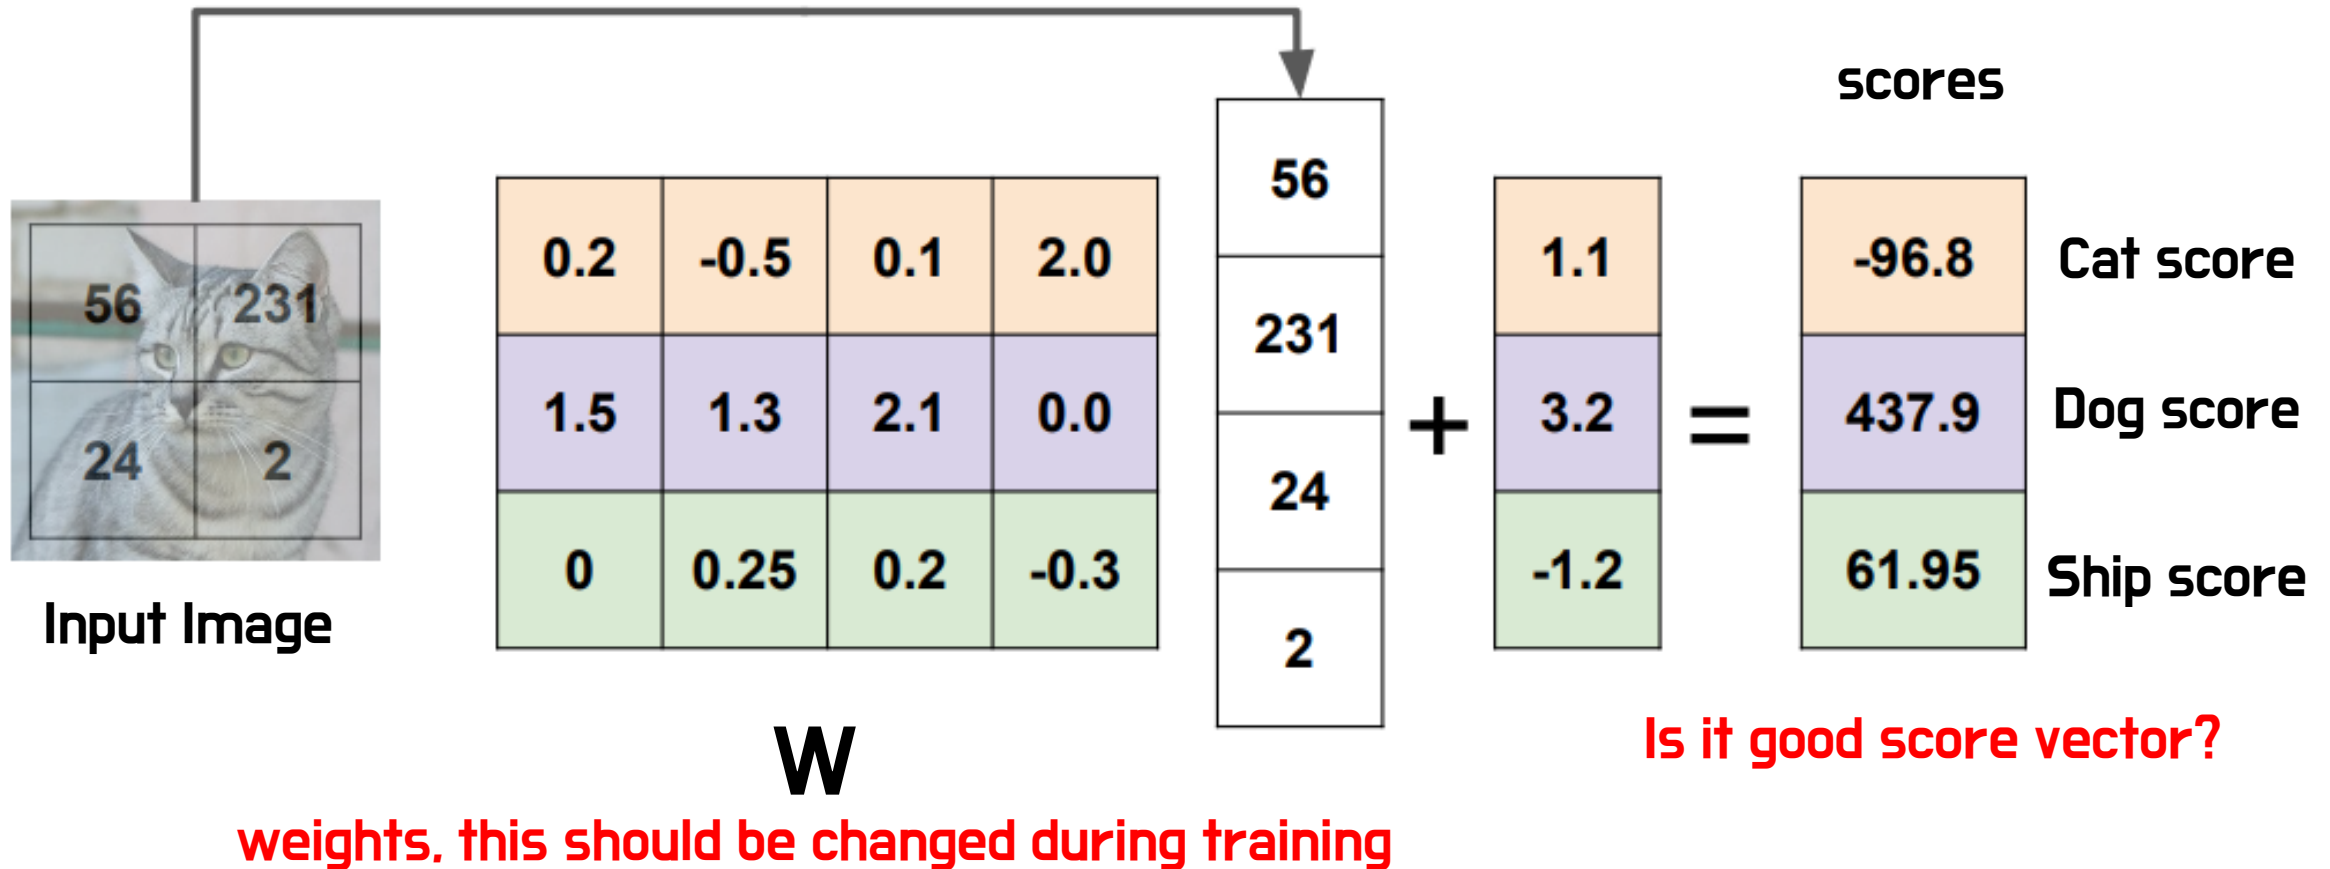 scores
56 231
24 2
Input Image
0.2 -0.5 0.1 2.0
1.5 1.3 2.1 0.0
0 0.25 0.2 -0.3
W
weights, this should be changed during training
56
231
24
2
+
1.1
3.2
-1.2
=
-96.8 Cat score
437.9 Dog score
61.95 Ship score
Is it good score vector?